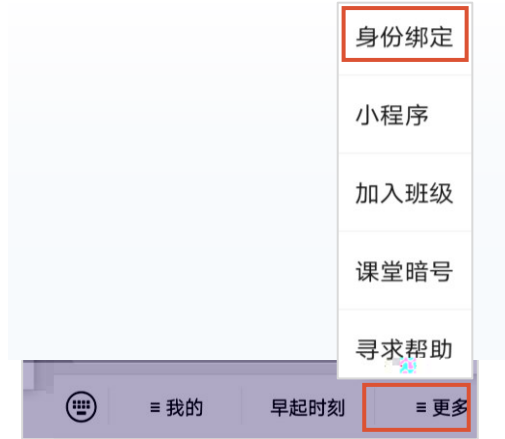 身份绑定
小程序
加入班级
课堂暗号
寻求帮助
≡ 我的 早起时刻 ≡ 更多